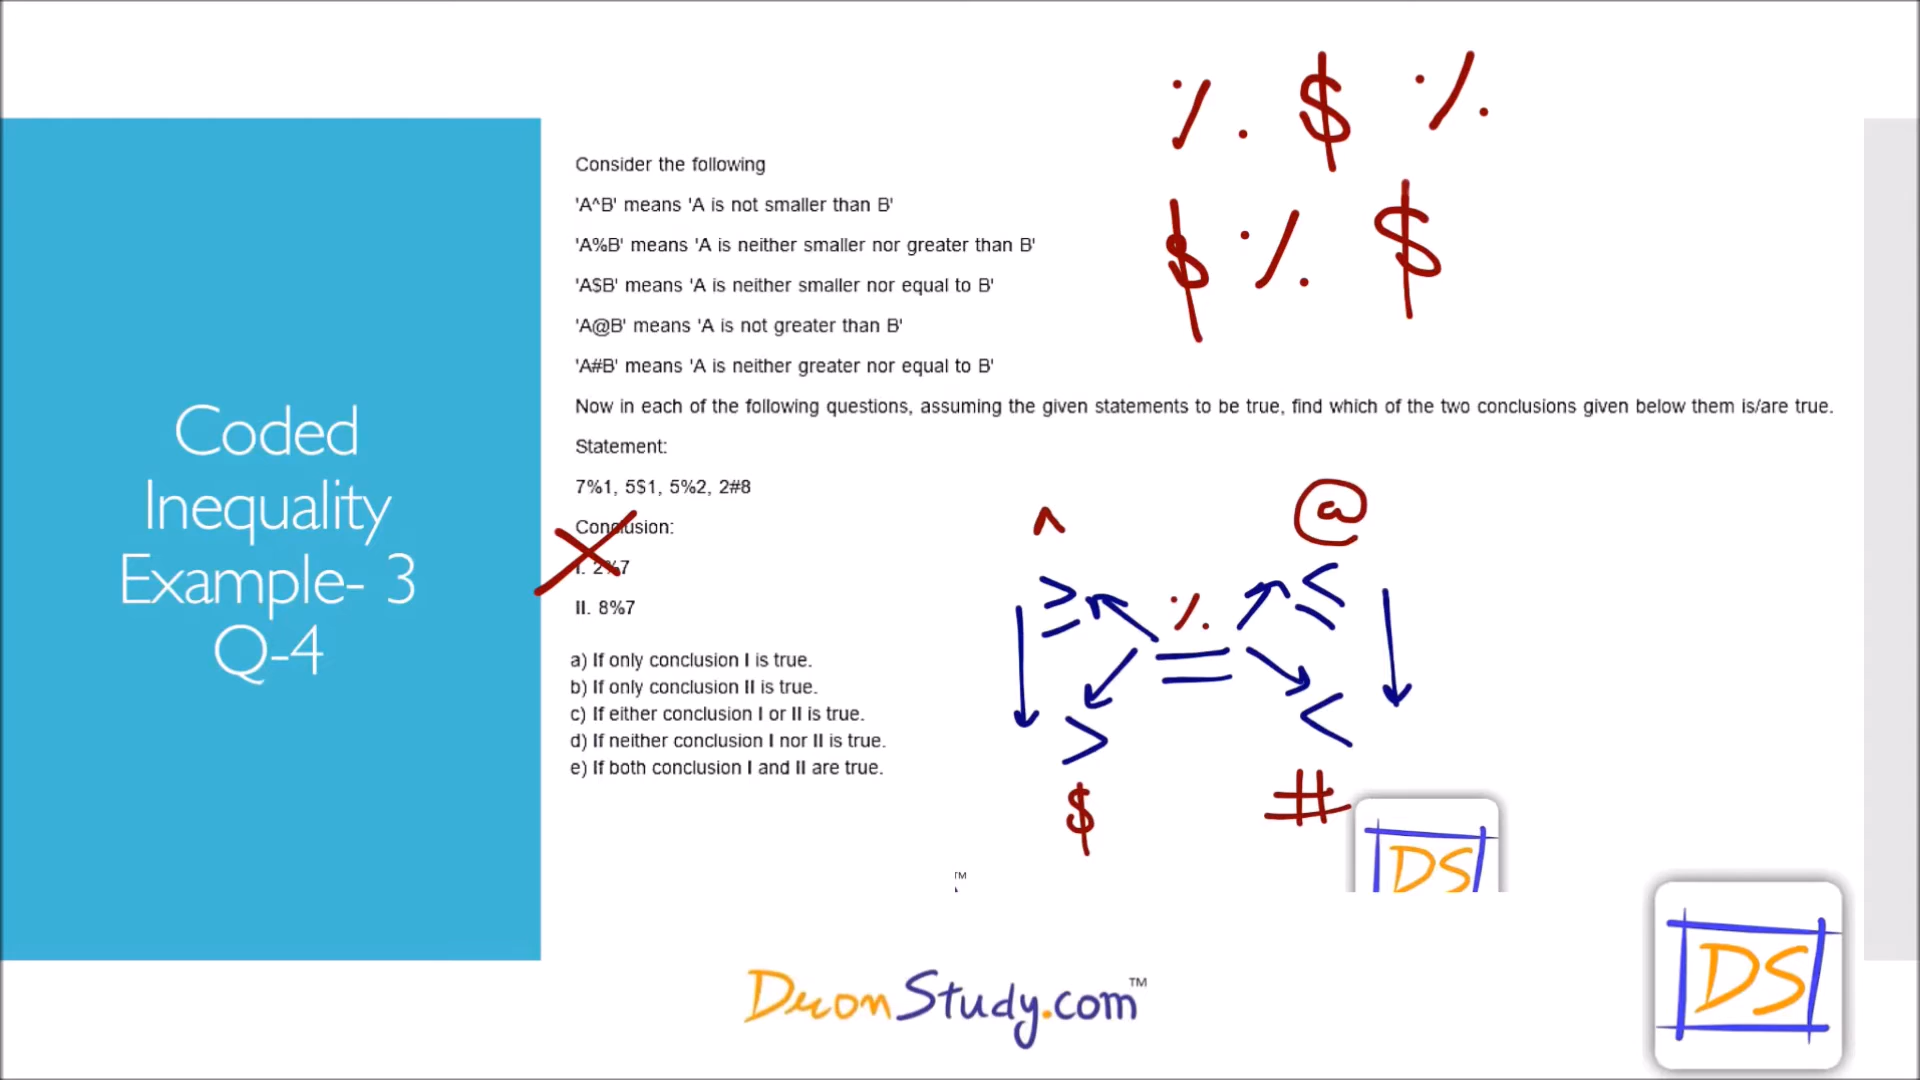 % $ %
$ % $
Coded
Inequality
Example- 3
Q-4
Consider the following
'A^B' means 'A is not smaller than B'
'A%B' means 'A is neither smaller nor greater than B'
'A$B' means 'A is neither smaller nor equal to B'
'A@B' means 'A is not greater than B'
'A#B' means 'A is neither greater nor equal to B'
Now in each of the following questions, assuming the given statements to be true, find which of the two conclusions given below them is/are true.
Statement:
7%1, 5$1, 5%2, 2#8
Conclusion:
I. 2%7
II. 8%7
a) If only conclusion I is true.
b) If only conclusion II is true.
c) If either conclusion I or II is true.
d) If neither conclusion I nor II is true.
e) If both conclusion I and II are true.
^ @
≥ % ≤
=
> <
$ #
DS
TM
DronStudy.com™
DS